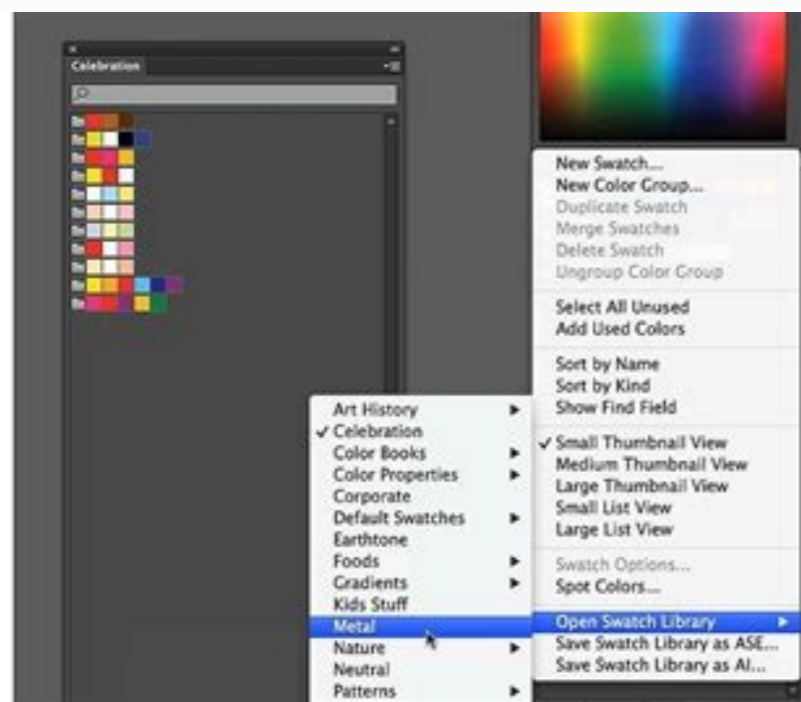 Celebration
New Swatch...
New Color Group...
Duplicate Swatch
Merge Swatches
Delete Swatch
Ungroup Color Group
Select All Unused
Add Used Colors
Sort by Name
Sort by Kind
Show Find Field
✓ Small Thumbnail View
Medium Thumbnail View
Large Thumbnail View
Small List View
Large List View
Swatch Options...
Spot Colors...
Open Swatch Library
Save Swatch Library as ASE...
Save Swatch Library as AI...
Art History
✓ Celebration
Color Books
Color Properties
Corporate
Default Swatches
Earthtone
Foods
Gradients
Kids Stuff
Metal
Nature
Neutral
Patterns